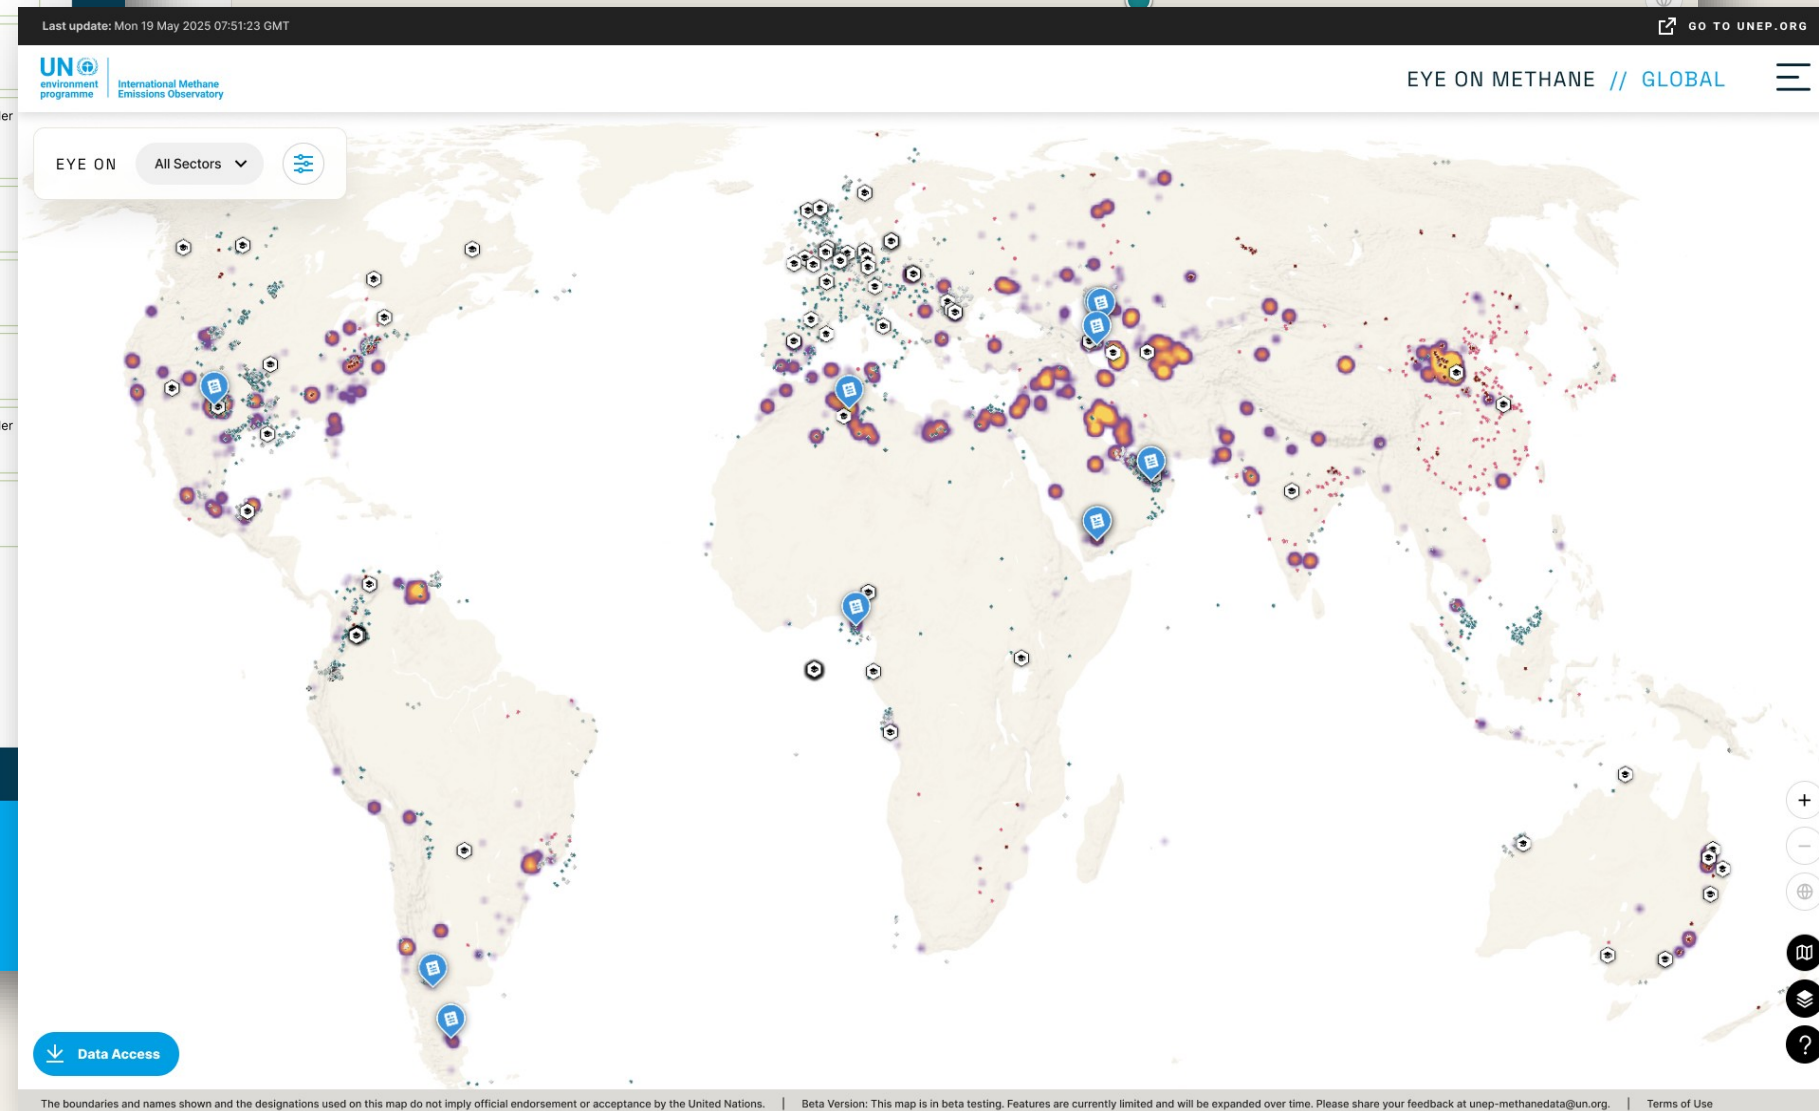 Last update: Mon 19 May 2025 07:51:23 GMT
GO TO UNEP.ORG
UN
environment
programme
International Methane
Emissions Observatory
EYE ON METHANE // GLOBAL
EYE ON
All Sectors
Data Access
The boundaries and names shown and the designations used on this map do not imply official endorsement or acceptance by the United Nations. | Beta Version: This map is in beta testing. Features are currently limited and will be expanded over time. Please share your feedback at unep-methanedata@un.org. | Terms of Use